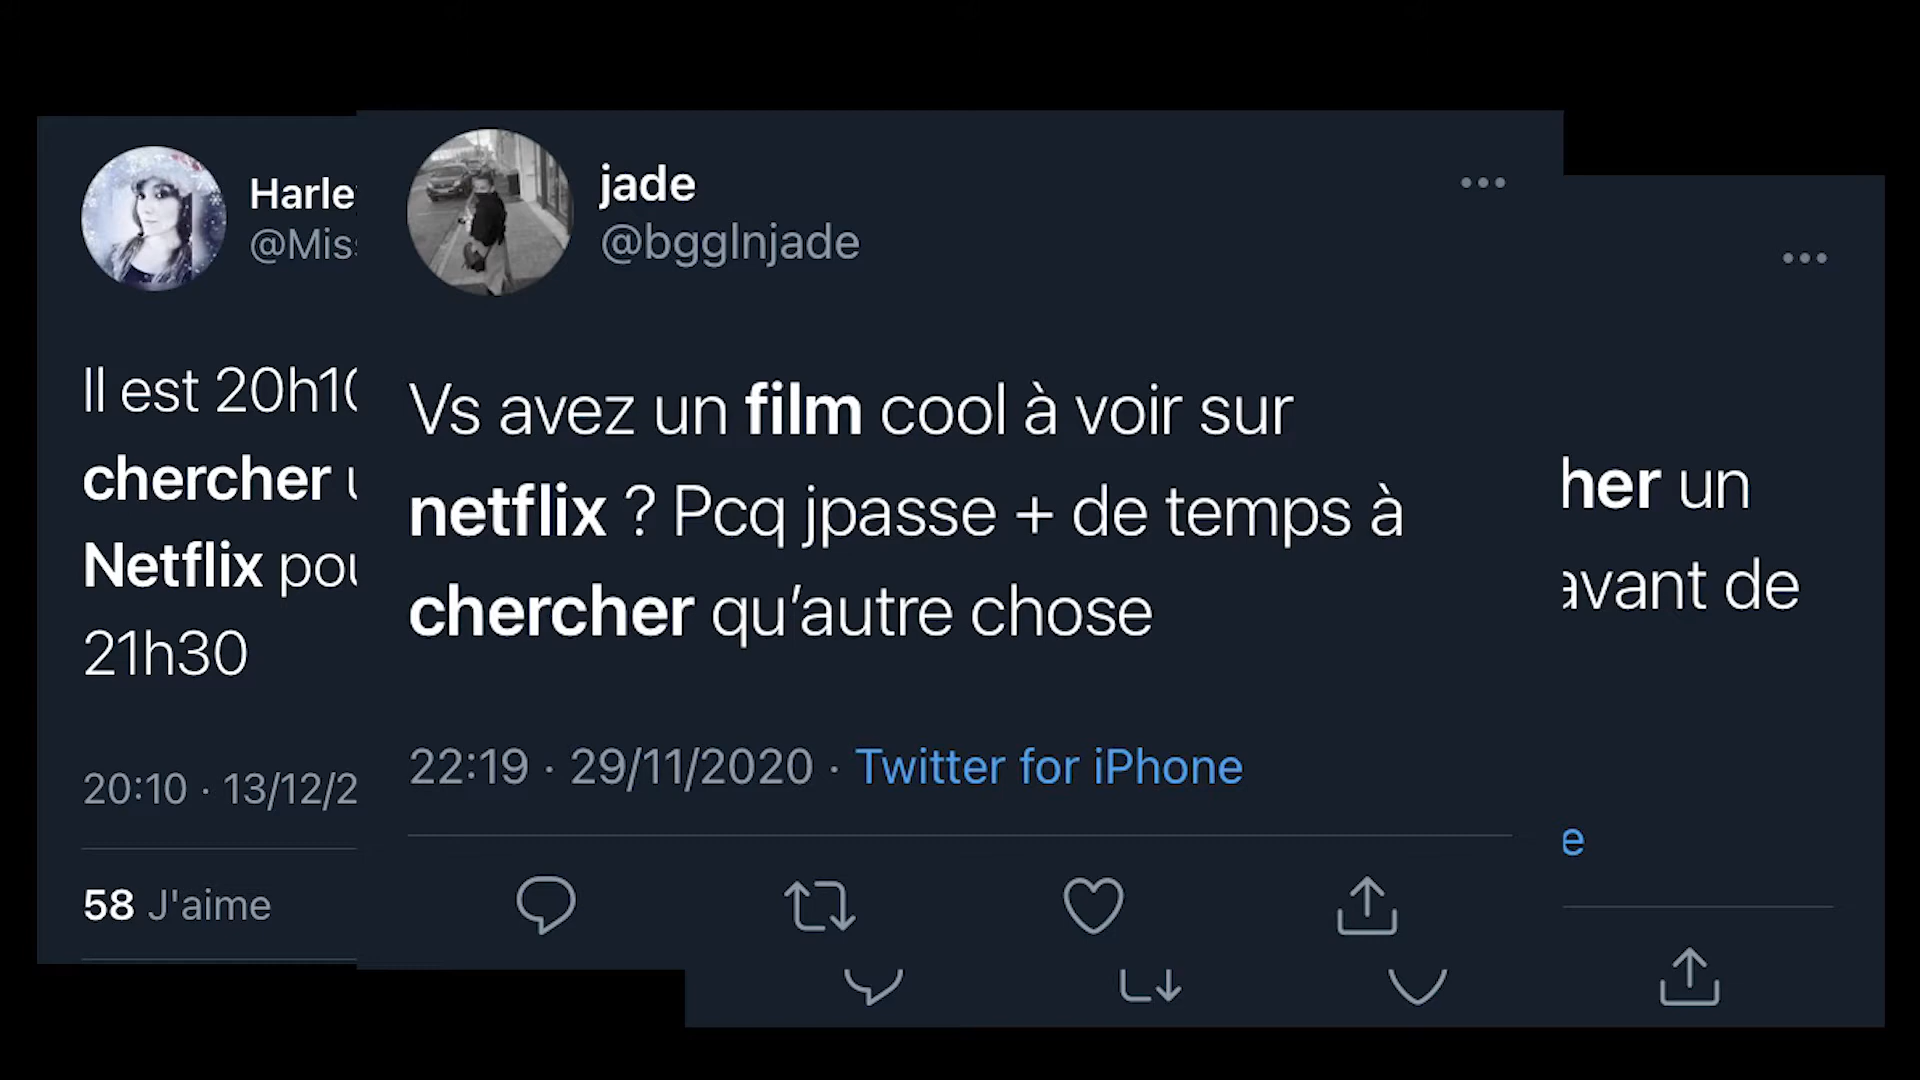 Harle
@Mis
Il est 20h10
chercher
Netflix
21h30
20:10 · 13/12/2
58 J'aime
jade
@bgglnjade
Vs avez un film cool à voir sur
netflix ? Pcq jpasse + de temps à
chercher qu’autre chose
22:19 · 29/11/2020 · Twitter for iPhone
her un
avant de
e